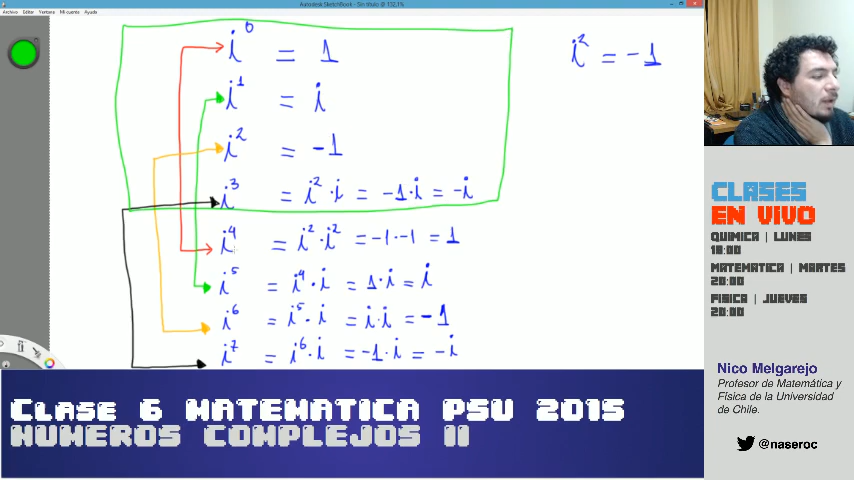 Autodesk SketchBook - Sin título @ 132,1%
Archivo Editar Ventana Mi cuenta Ayuda
i⁰ = 1
i¹ = i
i² = -1
i³ = i² · i = -1 · i = -i
i⁴ = i² · i² = -1 · -1 = 1
i⁵ = i⁴ · i = 1 · i = i
i⁶ = i⁵ · i = i · i = -1
i⁷ = i⁶ · i = -1 · i = -i
i² = -1
CLASES
EN VIVO
QUIMICA | LUNES
18:00
MATEMATICA | MARTES
20:00
FISICA | JUEVES
20:00
Nico Melgarejo
Profesor de Matemática y
Física de la Universidad
de Chile.
@naseroc
Clase 6 MATEMATICA PSU 2015
NUMEROS COMPLEJOS II